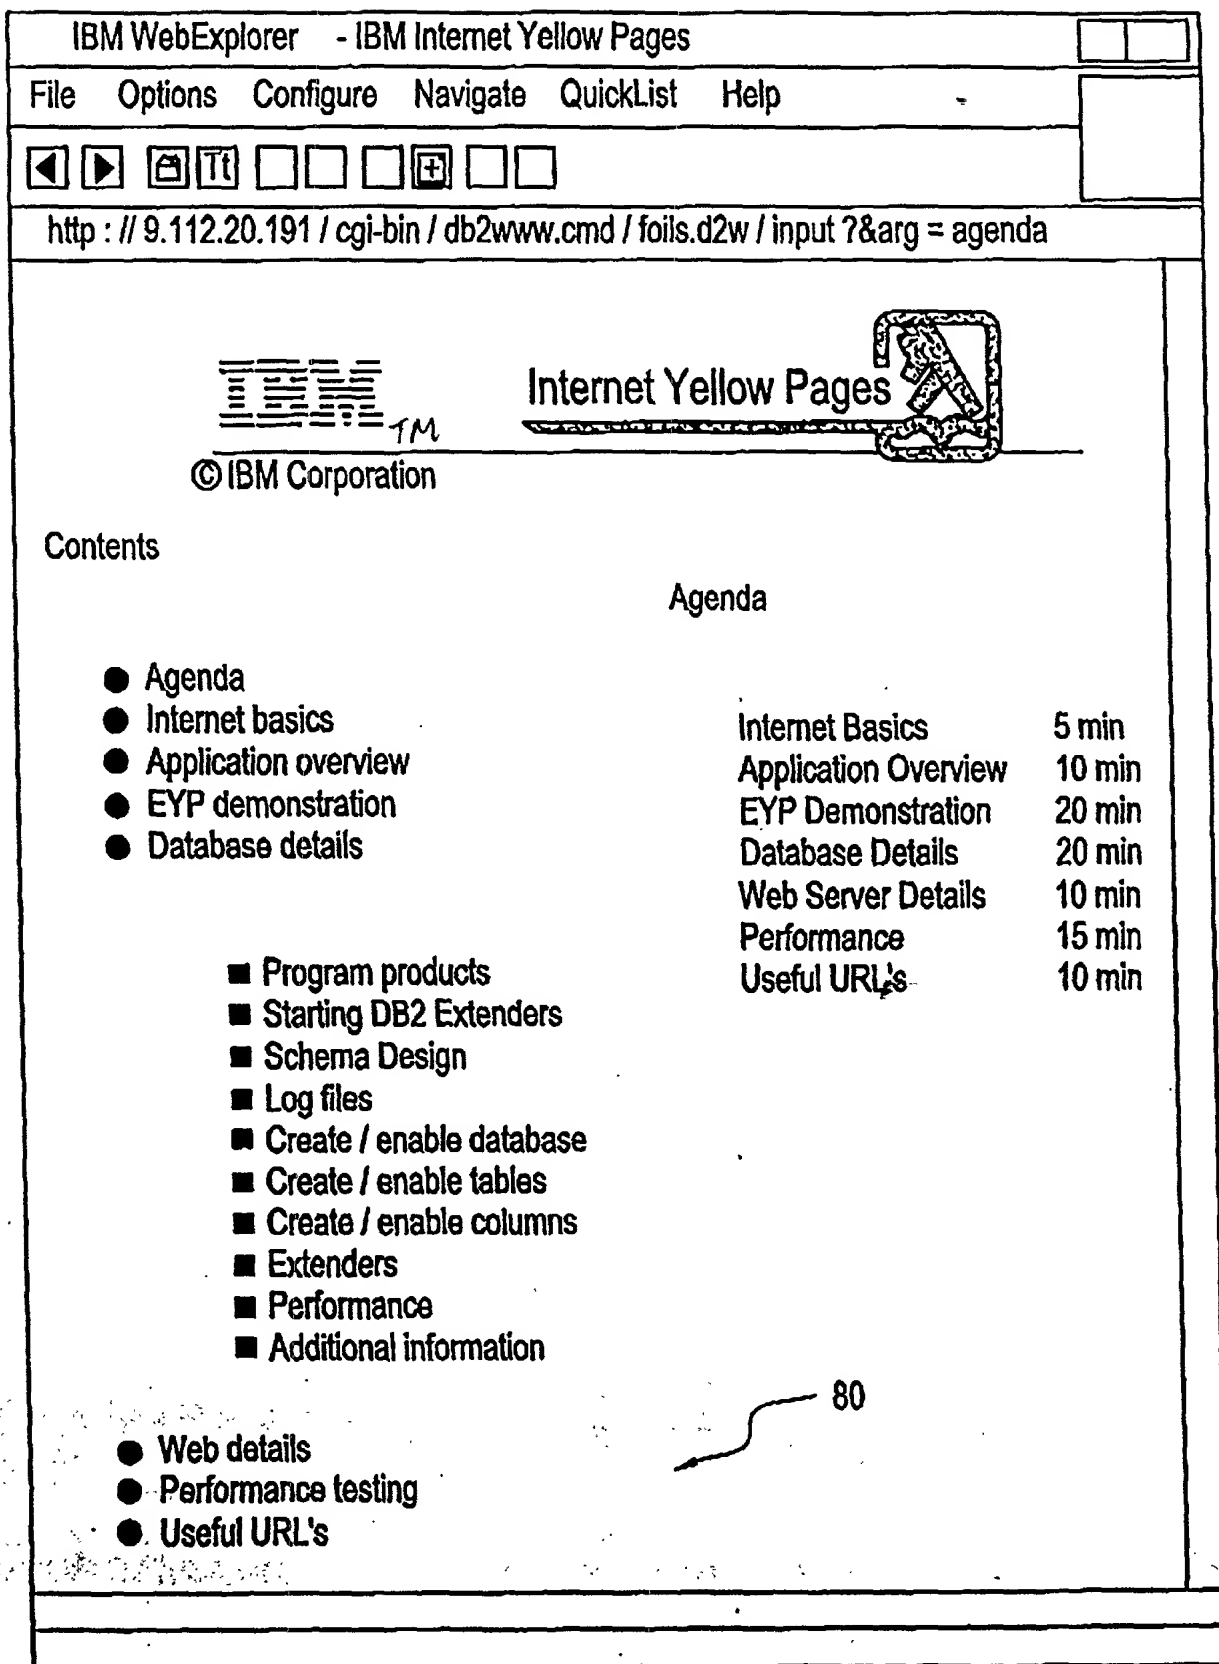 IBM WebExplorer - IBM Internet Yellow Pages
File Options Configure Navigate QuickList Help
Tt +
http : // 9.112.20.191 / cgi-bin / db2www.cmd / foils.d2w / input ?&arg = agenda
IBM TM
Internet Yellow Pages
© IBM Corporation
Contents
Agenda
● Agenda
● Internet basics
● Application overview
● EYP demonstration
● Database details
■ Program products
■ Starting DB2 Extenders
■ Schema Design
■ Log files
■ Create / enable database
■ Create / enable tables
■ Create / enable columns
■ Extenders
■ Performance
■ Additional information
● Web details
● Performance testing
● Useful URL's
Internet Basics 5 min
Application Overview 10 min
EYP Demonstration 20 min
Database Details 20 min
Web Server Details 10 min
Performance 15 min
Useful URL's 10 min
80